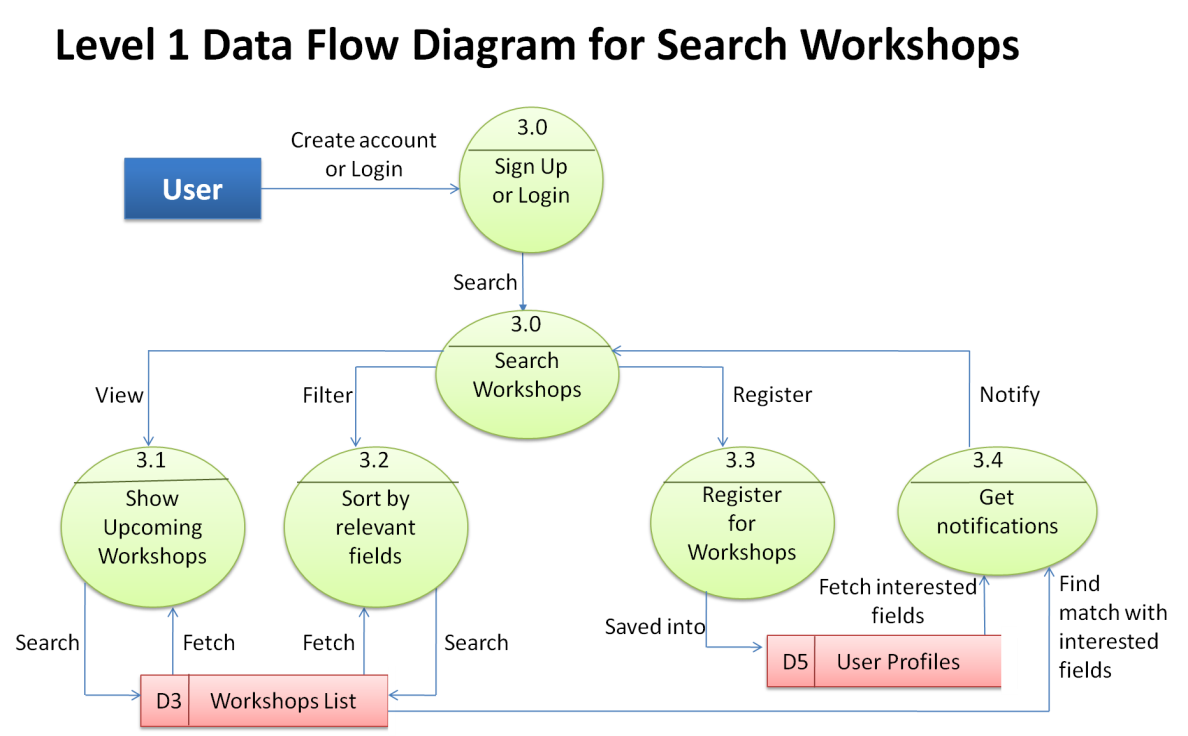 Level 1 Data Flow Diagram for Search Workshops
3.0
Create account
or Login
User
Sign Up
or Login
Search
3.0
Search
Workshops
View
Filter
Register
Notify
3.1
Show
Upcoming
Workshops
3.2
Sort by
relevant
fields
3.3
Register
for
Workshops
3.4
Get
notifications
Search
Fetch
Fetch
Search
Saved into
Fetch interested
fields
Find
match with
interested
fields
D3
Workshops List
D5
User Profiles